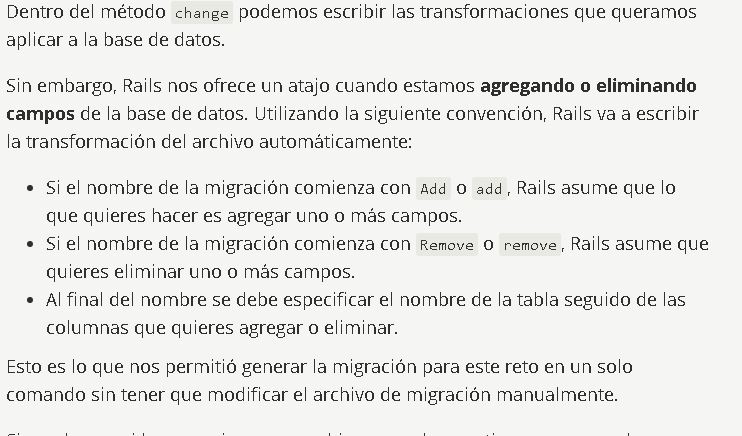 Dentro del método change podemos escribir las transformaciones que queramos
aplicar a la base de datos.
Sin embargo, Rails nos ofrece un atajo cuando estamos agregando o eliminando
campos de la base de datos. Utilizando la siguiente convención, Rails va a escribir
la transformación del archivo automáticamente:
• Si el nombre de la migración comienza con Add o add, Rails asume que lo
que quieres hacer es agregar uno o más campos.
• Si el nombre de la migración comienza con Remove o remove, Rails asume que
quieres eliminar uno o más campos.
• Al final del nombre se debe especificar el nombre de la tabla seguido de las
columnas que quieres agregar o eliminar.
Esto es lo que nos permitió generar la migración para este reto en un solo
comando sin tener que modificar el archivo de migración manualmente.